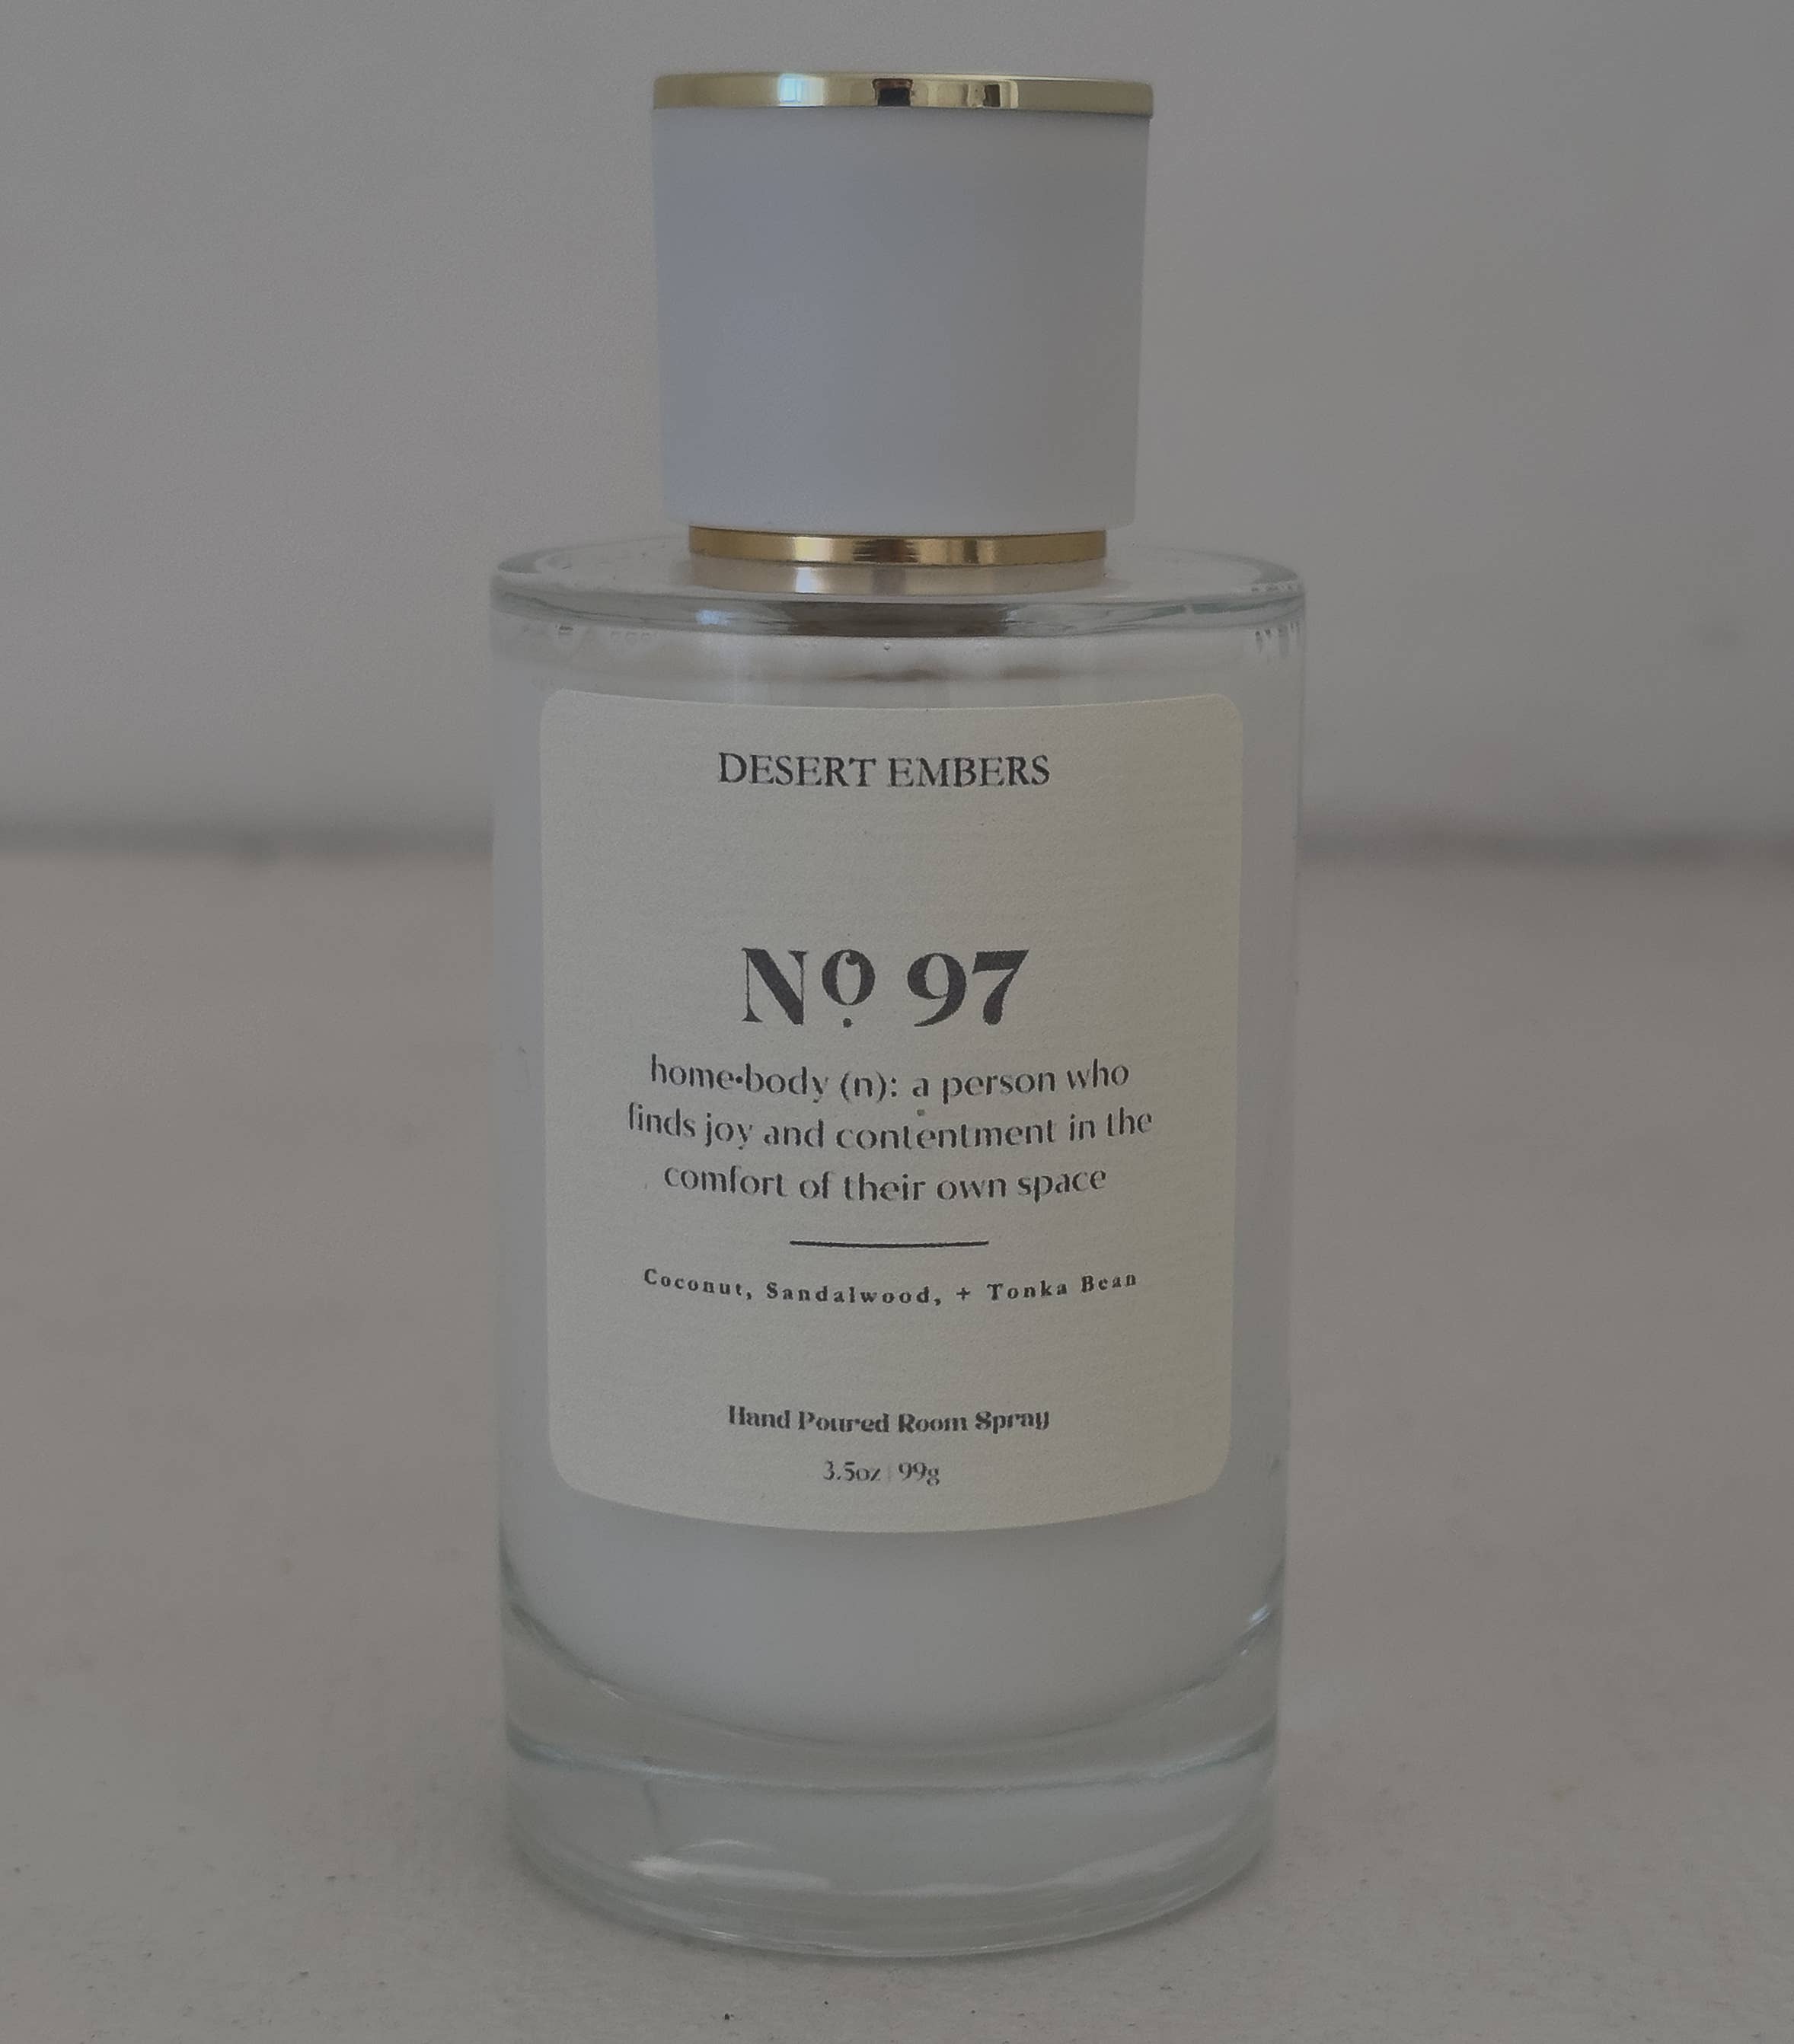 DESERT EMBERS
Nº 97
home•body (n): a person who
finds joy and contentment in the
comfort of their own space
Coconut, Sandalwood, + Tonka Bean
Hand Poured Room Spray
3.5oz | 99g